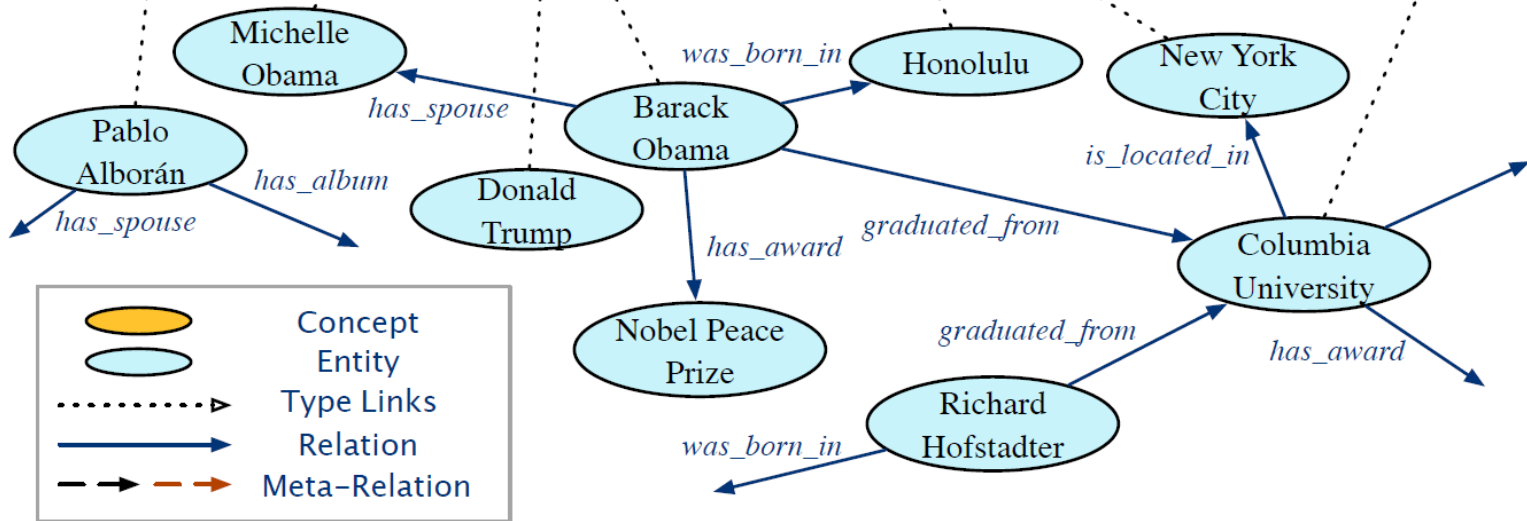 Michelle
Obama
was_born_in
Honolulu
New York
City
has_spouse
Barack
Obama
Pablo
Alborán
is_located_in
has_album
has_spouse
Donald
Trump
graduated_from
has_award
Columbia
University
Concept
Entity
Type Links
Relation
Meta-Relation
Nobel Peace
Prize
graduated_from
has_award
Richard
Hofstadter
was_born_in